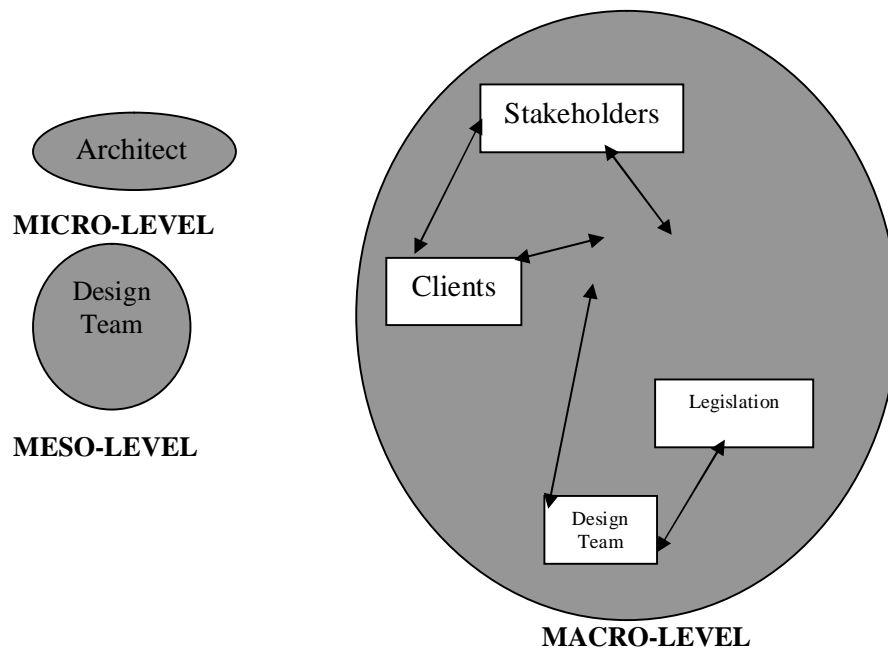 Architect
MICRO-LEVEL
Design
Team
MESO-LEVEL
Stakeholders
Clients
Legislation
Design
Team
MACRO-LEVEL